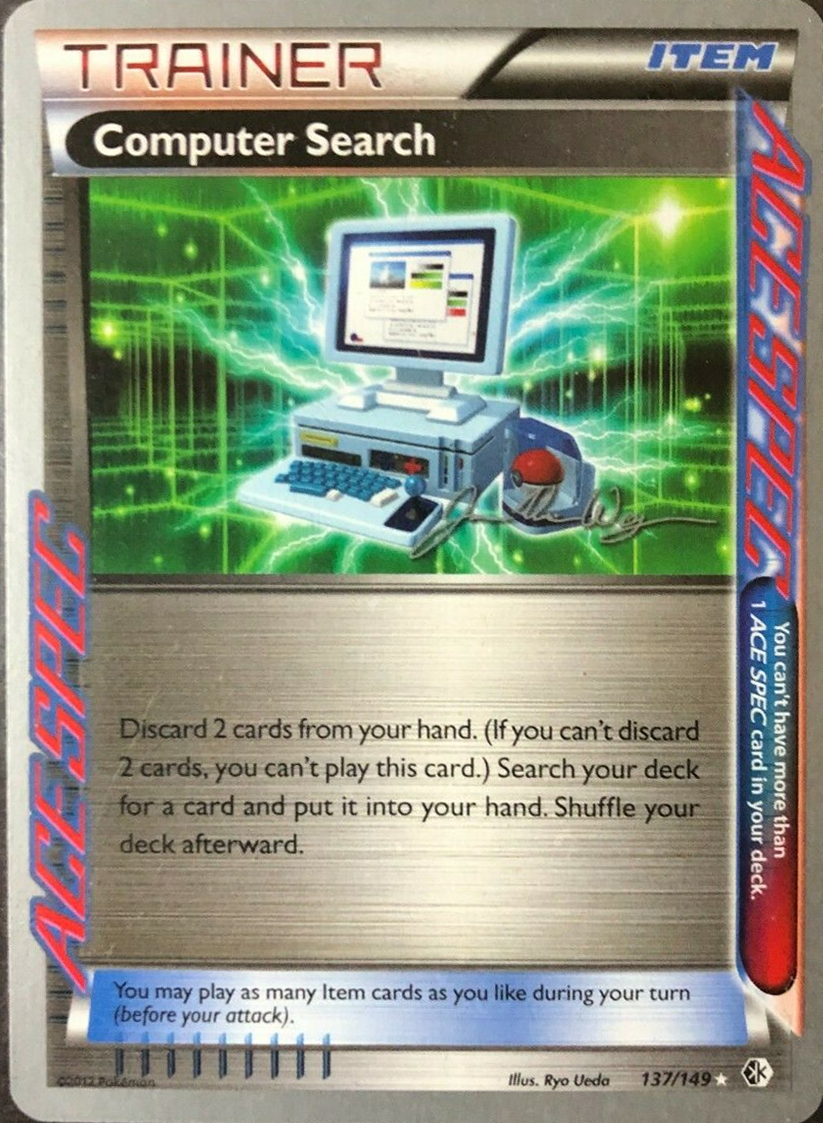 TRAINER
ITEM
Computer Search
ACE SPEC
You can't have more than
1 ACE SPEC card in your deck.
ACE SPEC
Discard 2 cards from your hand. (If you can't discard
2 cards, you can't play this card.) Search your deck
for a card and put it into your hand. Shuffle your
deck afterward.
You may play as many Item cards as you like during your turn
(before your attack).
©2012 Pokémon
Illus. Ryo Ueda
137/149★